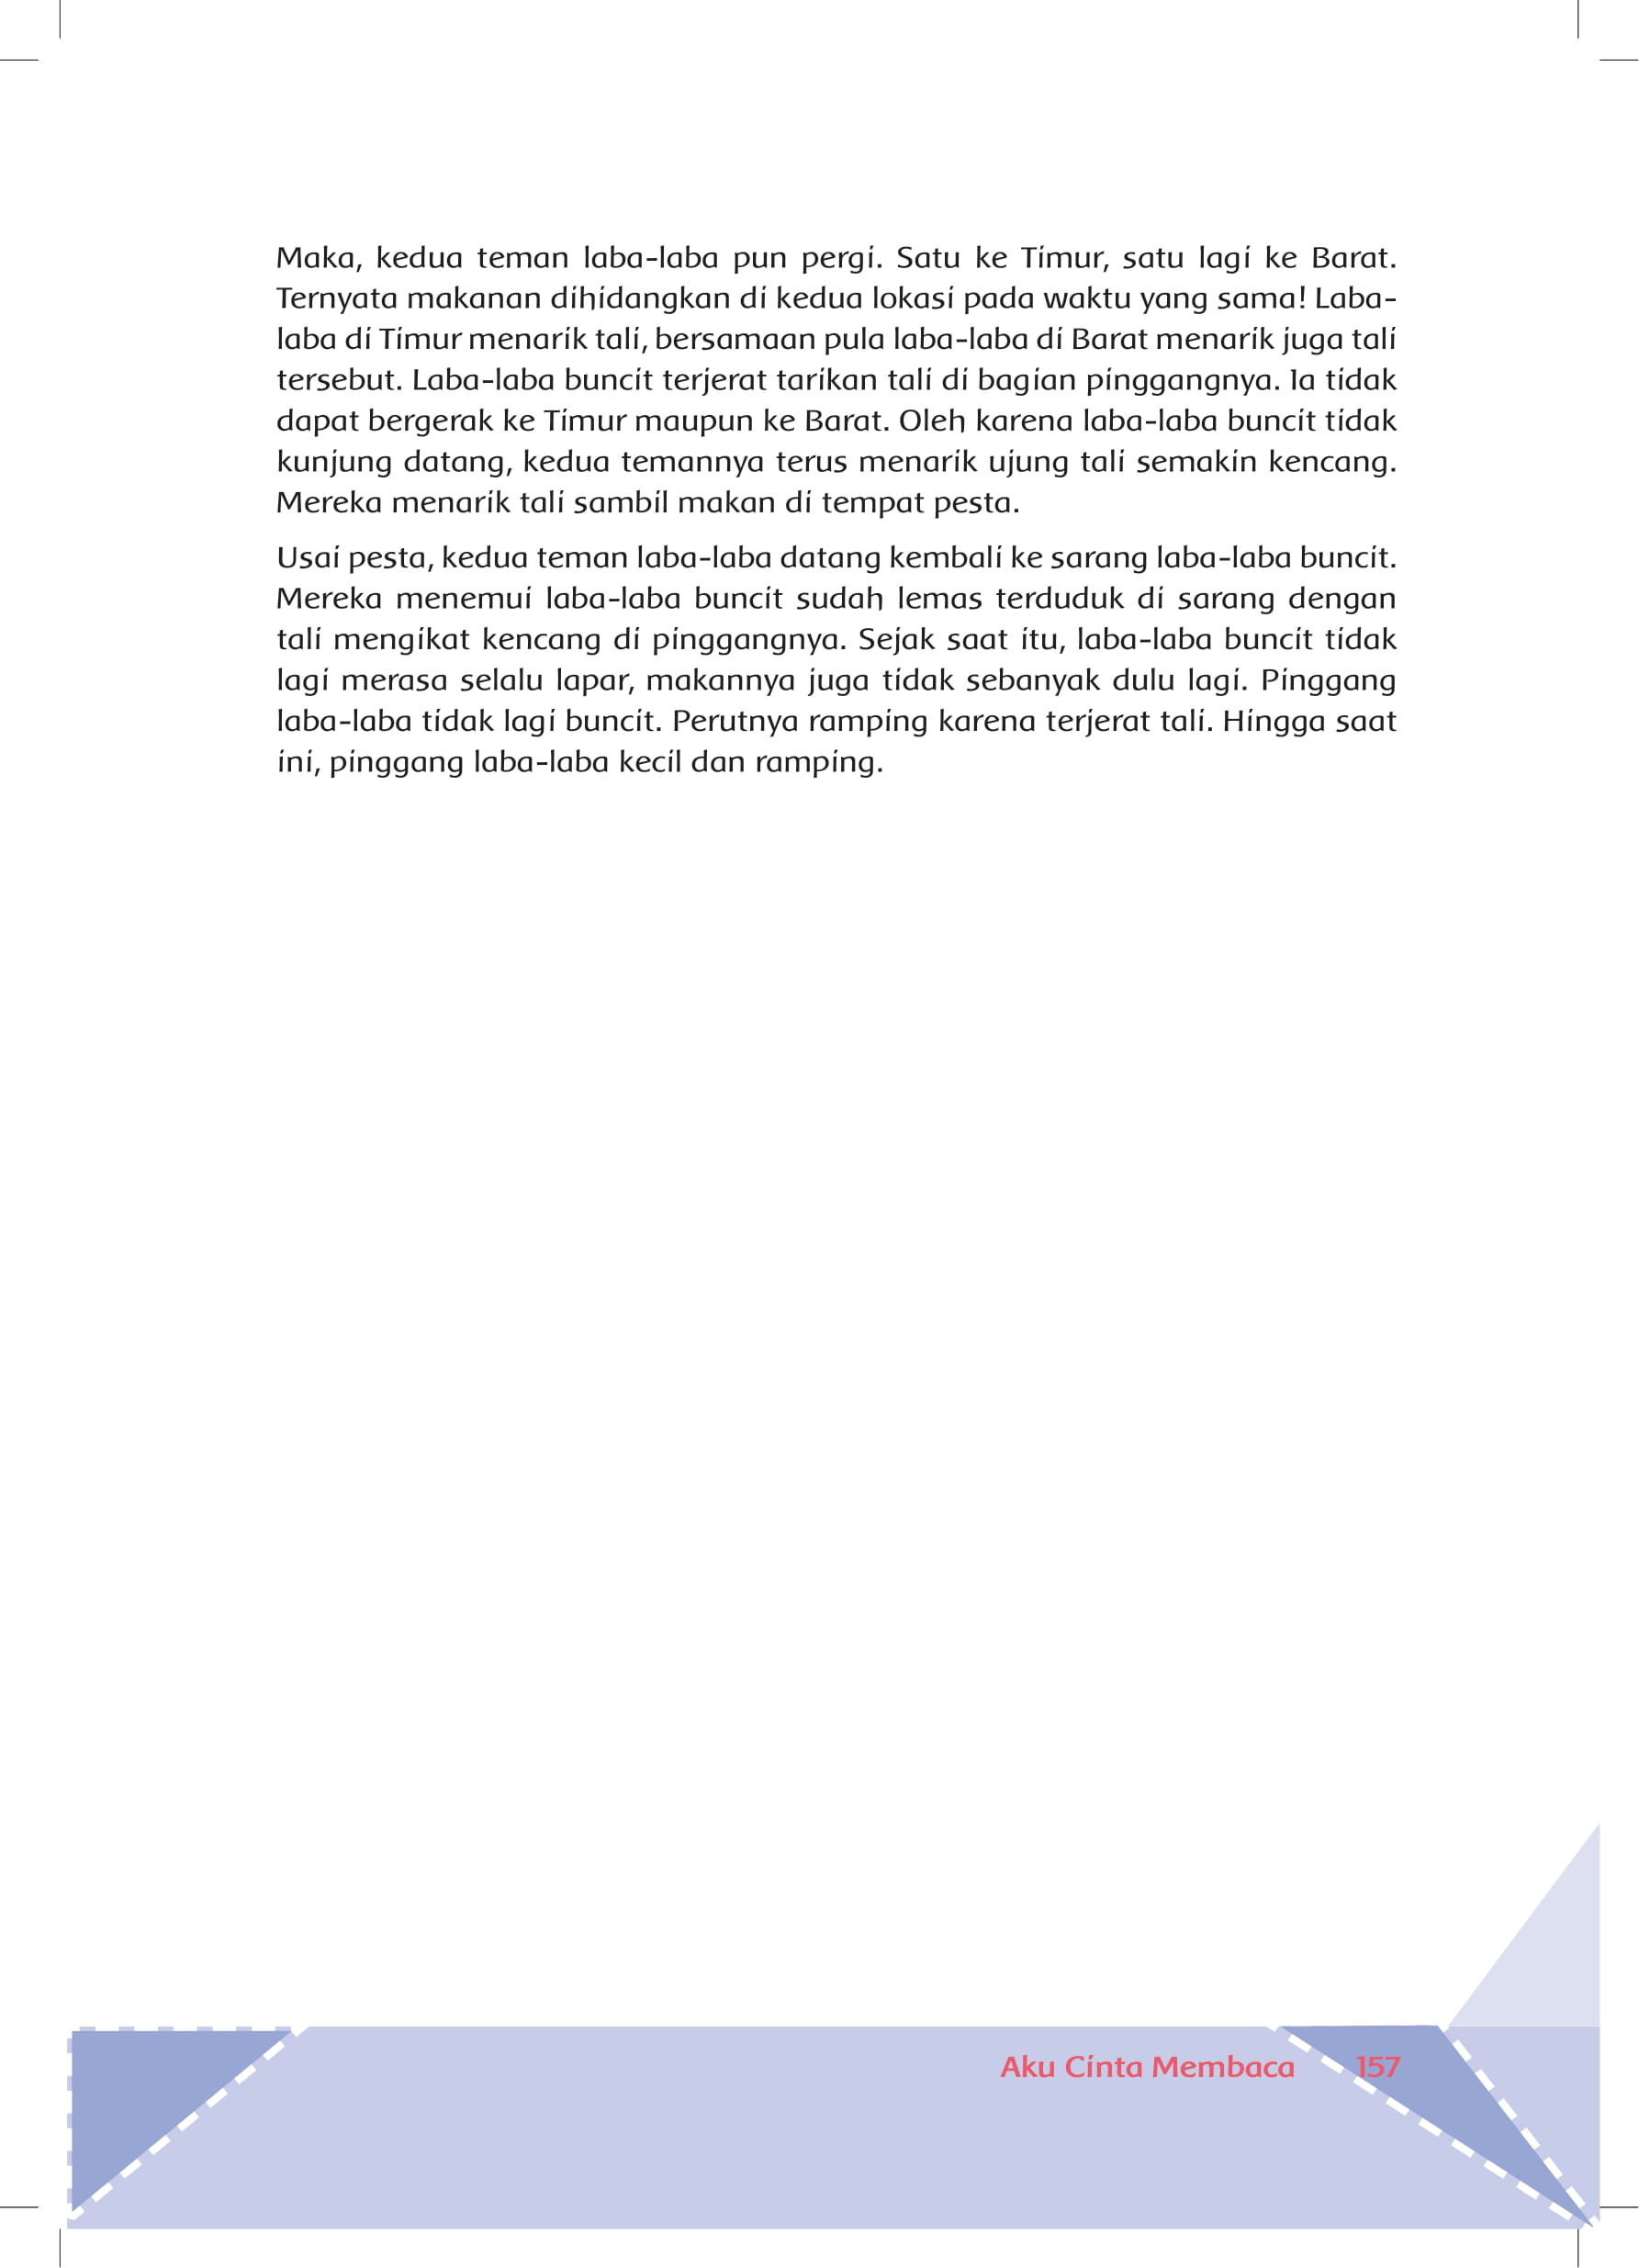 Maka, kedua teman laba-laba pun pergi. Satu ke Timur, satu lagi ke Barat.
Ternyata makanan dihidangkan di kedua lokasi pada waktu yang sama! Laba-
laba di Timur menarik tali, bersamaan pula laba-laba di Barat menarik juga tali
tersebut. Laba-laba buncit terjerat tarikan tali di bagian pinggangnya. Ia tidak
dapat bergerak ke Timur maupun ke Barat. Oleh karena laba-laba buncit tidak
kunjung datang, kedua temannya terus menarik ujung tali semakin kencang.
Mereka menarik tali sambil makan di tempat pesta.
Usai pesta, kedua teman laba-laba datang kembali ke sarang laba-laba buncit.
Mereka menemui laba-laba buncit sudah lemas terduduk di sarang dengan
tali mengikat kencang di pinggangnya. Sejak saat itu, laba-laba buncit tidak
lagi merasa selalu lapar, makannya juga tidak sebanyak dulu lagi. Pinggang
laba-laba tidak lagi buncit. Perutnya ramping karena terjerat tali. Hingga saat
ini, pinggang laba-laba kecil dan ramping.
Aku Cinta Membaca 157